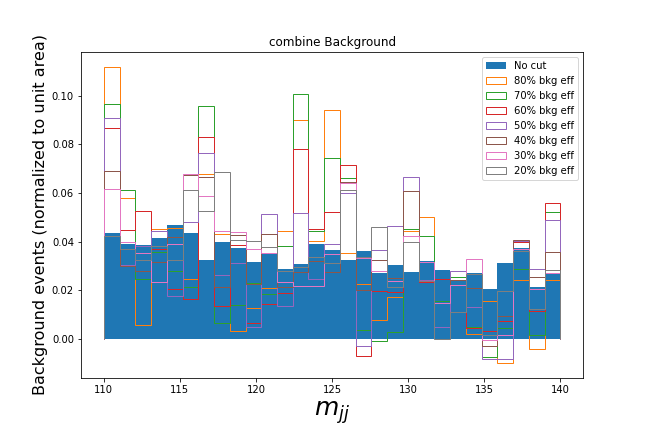 combine Background
Background events (normalized to unit area)
0.10
0.08
0.06
0.04
0.02
0.00
110
115
120
125
130
135
140
m_jj
No cut
80% bkg eff
70% bkg eff
60% bkg eff
50% bkg eff
40% bkg eff
30% bkg eff
20% bkg eff